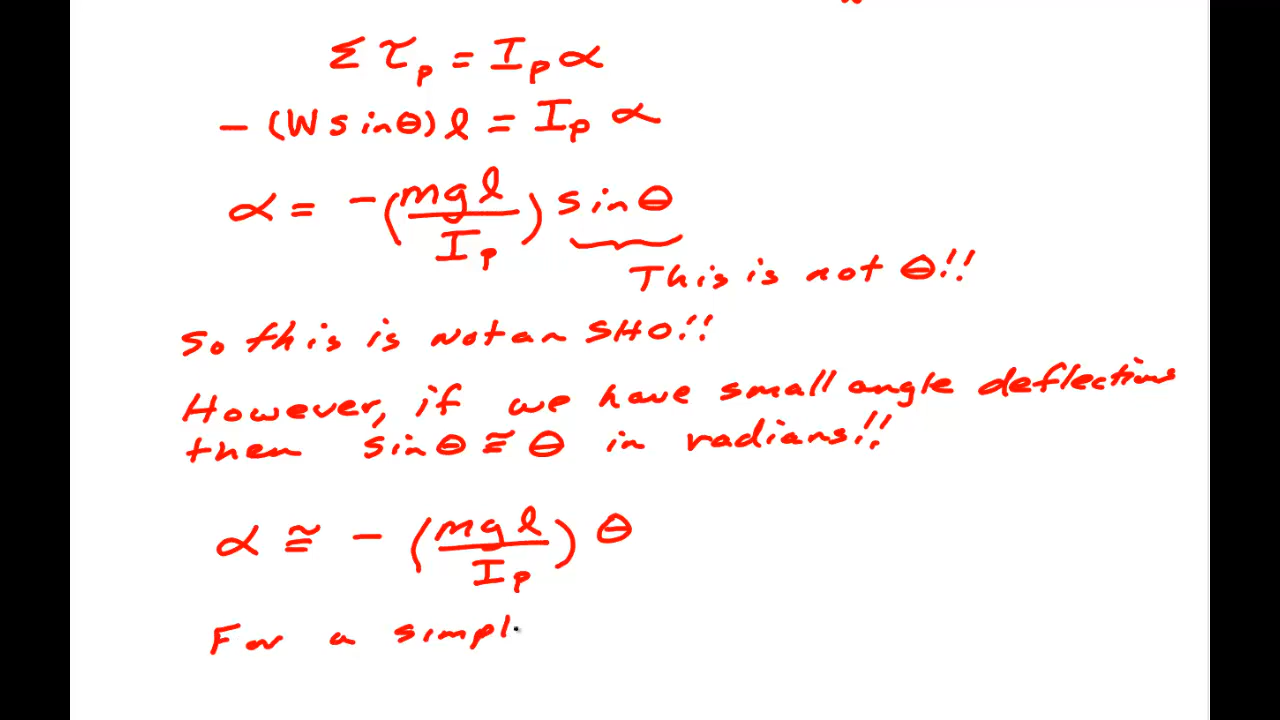 Σ τ_p = I_p α
- (W sinθ) l = I_p α
α = - (mgl / I_p) sinθ
This is not θ!!
So this is not an SHO!!
However, if we have small angle deflections
then sinθ ≅ θ in radians!!
α ≅ - (mgl / I_p) θ
For a simpl